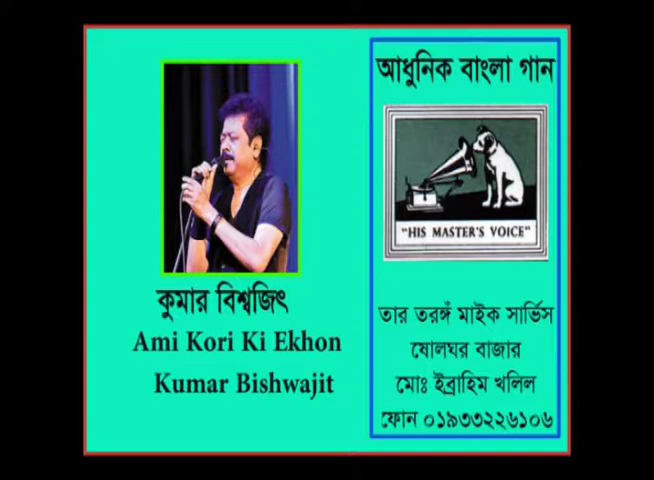 কুমার বিশ্বজিৎ
Ami Kori Ki Ekhon
Kumar Bishwajit
আধুনিক বাংলা গান
"HIS MASTER'S VOICE"
তার তরঙ্গঁ মাইক সার্ভিস
ষোলঘর বাজার
মোঃ ইব্রাহিম খলিল
ফোন ০১৯৩৩২২৬১০৬